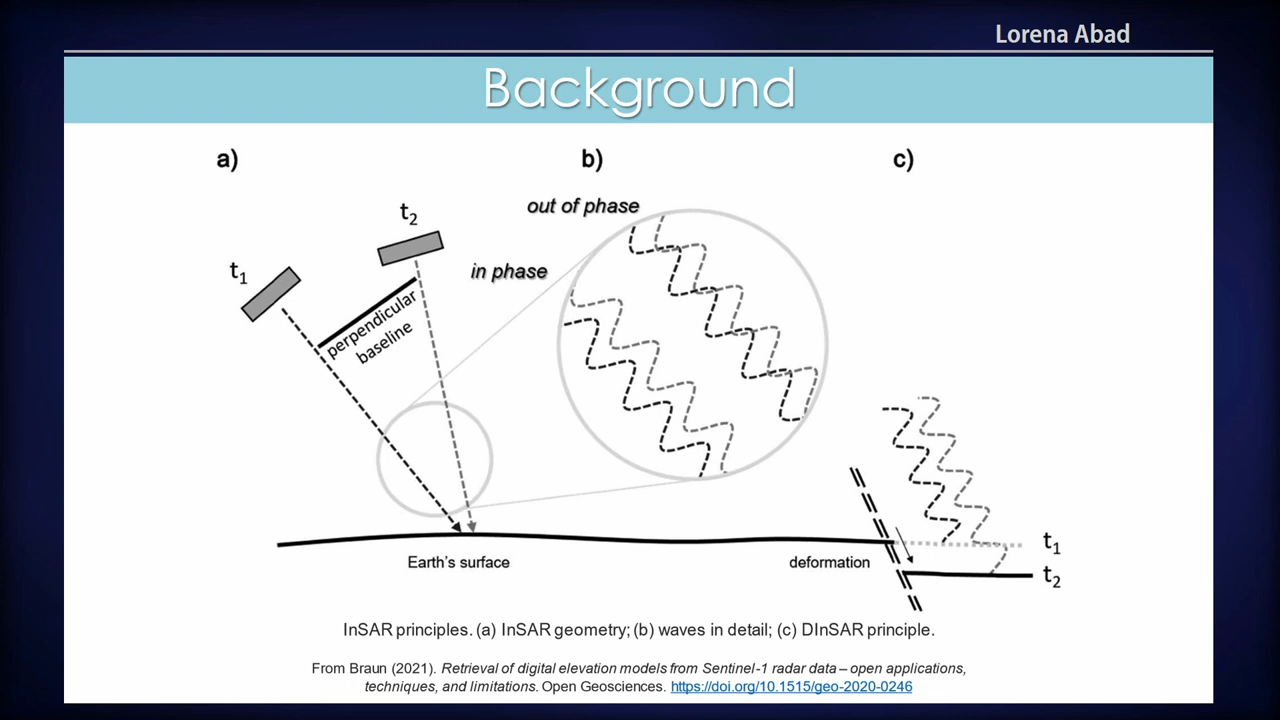 Lorena Abad
Background
a)
b)
c)
out of phase
t2
in phase
t1
perpendicular
baseline
t1
Earth's surface
deformation
t2
InSAR principles. (a) InSAR geometry; (b) waves in detail; (c) DInSAR principle.
From Braun (2021). Retrieval of digital elevation models from Sentinel-1 radar data – open applications,
techniques, and limitations. Open Geosciences. https://doi.org/10.1515/geo-2020-0246